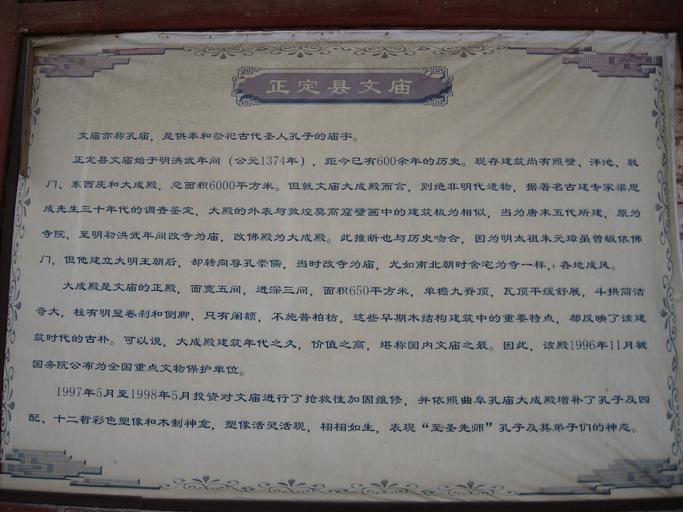 正定县文庙
文庙亦称孔庙，是供奉和祭祀古代圣人孔子的庙宇。
正定县文庙始于明洪武年间（公元1374年），距今已有600余年的历史。现存建筑尚有照壁、泮池、戟
门、东西庑和大成殿，总面积6000平方米。但就文庙大成殿而言，则绝非明代遗物，据著名古建专家梁思
成先生三十年代的调查鉴定，大殿的外表与敦煌莫高窟壁画中的建筑极为相似，当为唐末五代所建，原为
寺院，至明初洪武年间改寺为庙，改佛殿为大成殿。此推断也与历史吻合，因为明太祖朱元璋虽曾皈依佛
门，但他建立大明王朝后，却转向尊孔崇儒，当时改寺为庙，尤如南北朝时舍宅为寺一样，各地成风。
大成殿是文庙的正殿，面宽五间，进深三间，面积650平方米，单檐九脊顶，瓦顶平缓舒展，斗拱简洁
奇大，柱有明显卷刹和侧脚，只有阑额，不施普柏枋，这些早期木结构建筑中的重要特点，都反映了该建
筑时代的古朴。可以说，大成殿建筑年代之久，价值之高，堪称国内文庙之最。因此，该殿1996年11月被
国务院公布为全国重点文物保护单位。
1997年5月至1998年5月投资对文庙进行了抢救性加固维修，并依照曲阜孔庙大成殿增补了孔子及四
配、十二哲彩色塑像和木制神龛，塑像活灵活现，栩栩如生，表现“至圣先师”孔子及其弟子们的神态。